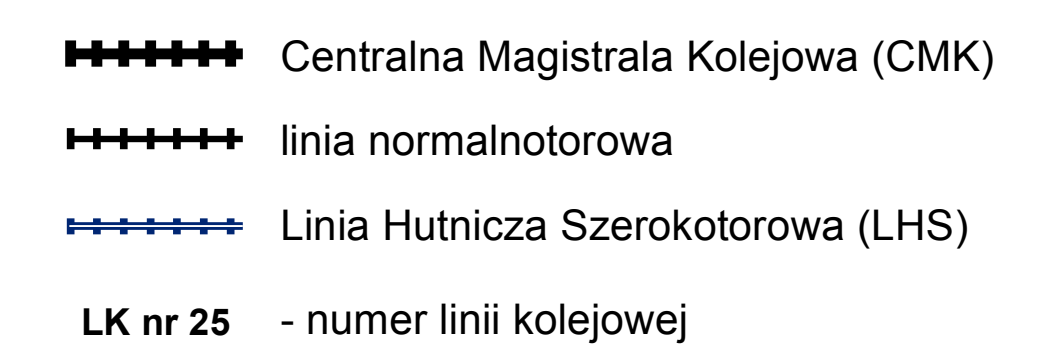 Centralna Magistrala Kolejowa (CMK)
linia normalnotorowa
Linia Hutnicza Szerokotorowa (LHS)
LK nr 25 - numer linii kolejowej